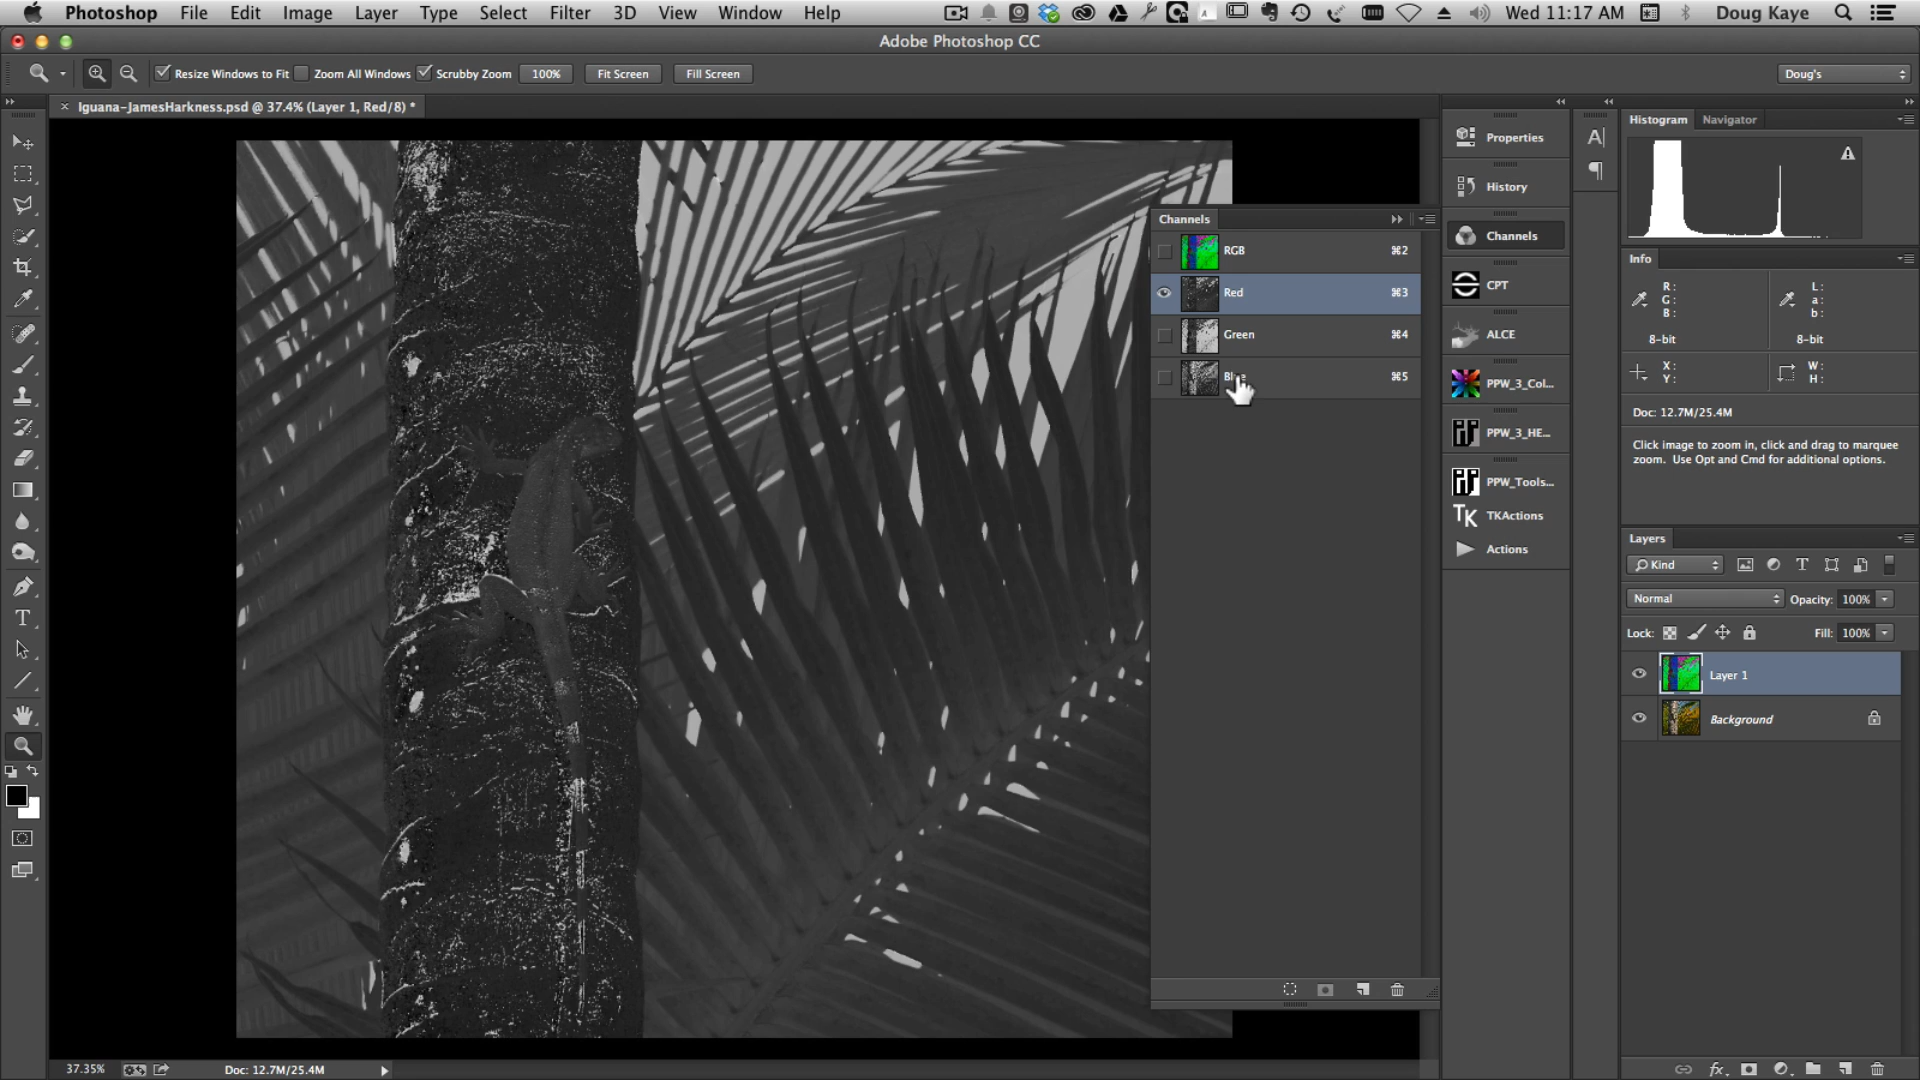 Photoshop File Edit Image Layer Type Select Filter 3D View Window Help Wed 11:17 AM Doug Kaye
Adobe Photoshop CC
Resize Windows to Fit Zoom All Windows Scrubby Zoom 100% Fit Screen Fill Screen Doug's
Iguana-JamesHarkness.psd @ 37.4% (Layer 1, Red/8) *
Channels
RGB ⌘2
Red ⌘3
Green ⌘4
⌘5
Properties
History
Channels
CPT
ALCE
PPW_3_Col...
PPW_3_HE...
PPW_Tools...
TK TKActions
Actions
Histogram Navigator
Info
R: L:
G: a:
B: b:
8-bit 8-bit
X: W:
Y: H:
Doc: 12.7M/25.4M
Click image to zoom in, click and drag to marquee
zoom. Use Opt and Cmd for additional options.
Layers
Kind
Normal Opacity: 100%
Lock: Fill: 100%
Layer 1
Background
fx
37.35% Doc: 12.7M/25.4M